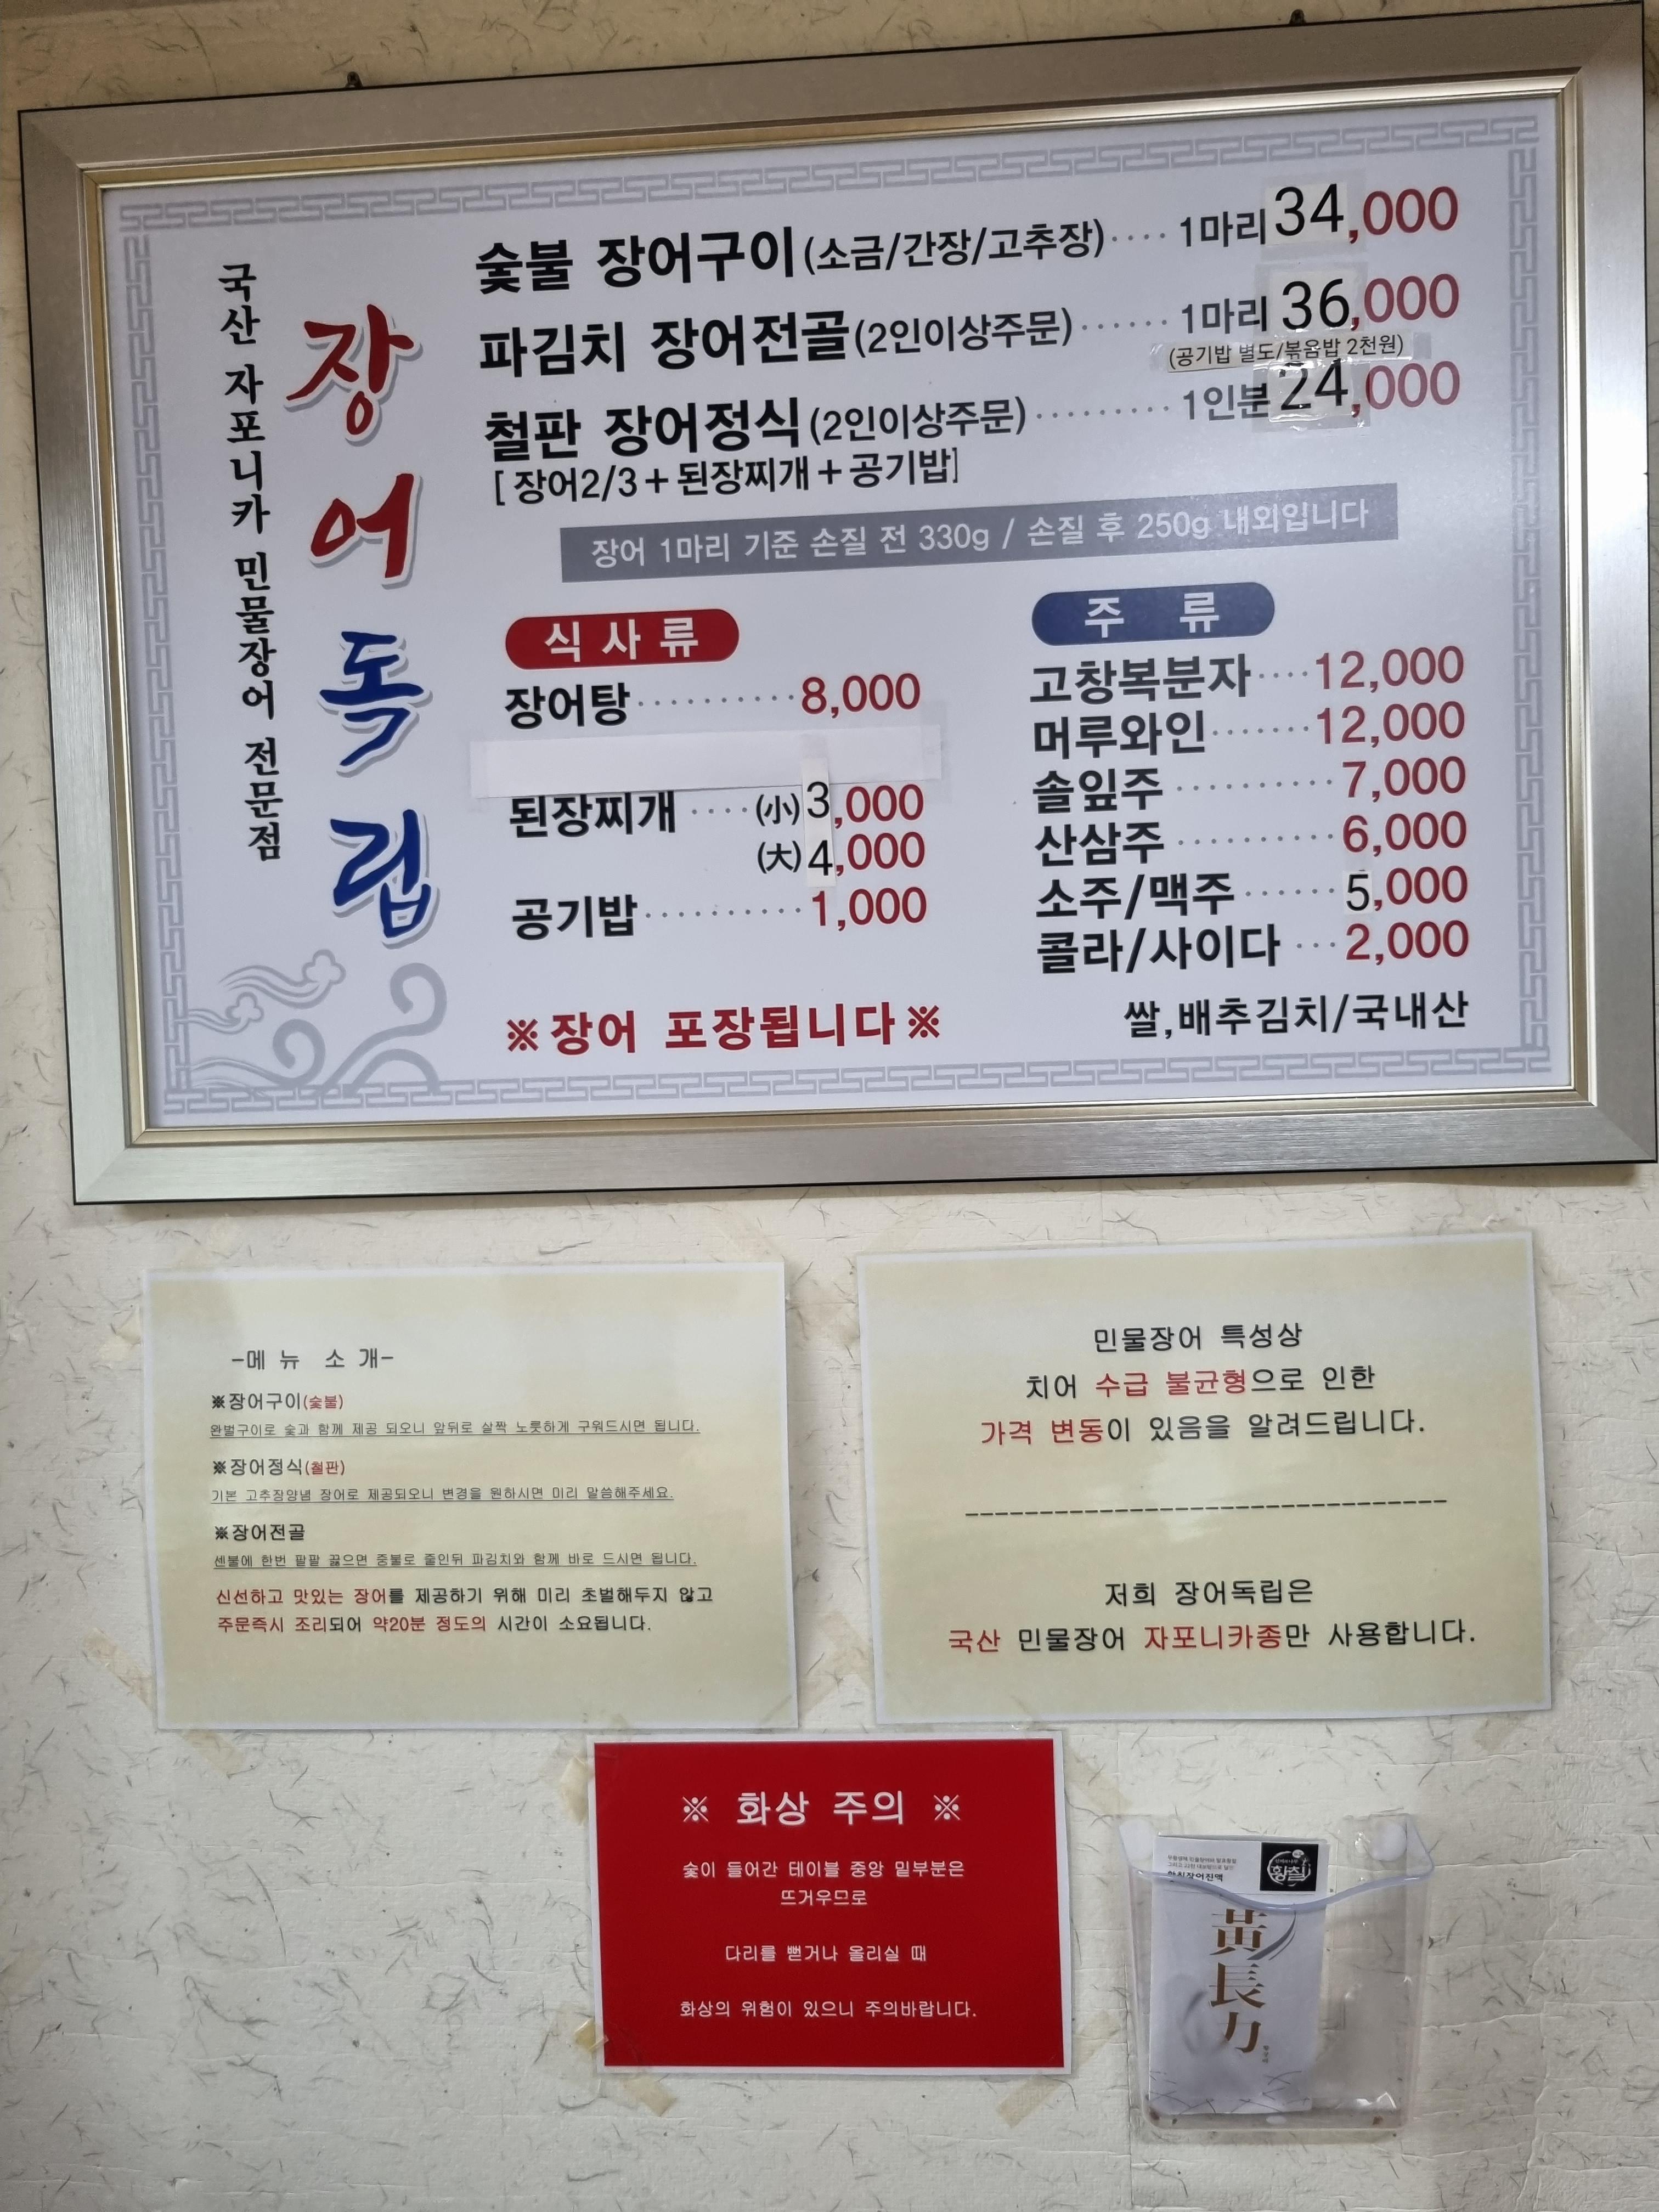 국산 자포니카 민물장어 전문점
장어독립
숯불 장어구이(소금/간장/고추장)···· 1마리 34,000
파김치 장어전골(2인이상주문)······ 1마리 36,000
(공기밥 별도/볶음밥 2천원)
철판 장어정식(2인이상주문)········· 1인분 24,000
[ 장어2/3+된장찌개+공기밥]
장어 1마리 기준 손질 전 330g / 손질 후 250g 내외입니다
식사류
장어탕·········· 8,000
된장찌개 ···· (小) 3,000
(大) 4,000
공기밥·········· 1,000
※장어 포장됩니다※
주 류
고창복분자···· 12,000
머루와인······· 12,000
솔잎주 ·········· 7,000
산삼주 ·········· 6,000
소주/맥주 ······ 5,000
콜라/사이다 ··· 2,000
쌀,배추김치/국내산
-메 뉴 소 개-
※장어구이(숯불)
완벌구이로 숯과 함께 제공 되오니 앞뒤로 살짝 노릇하게 구워드시면 됩니다.
※장어정식(철판)
기본 고추장양념 장어로 제공되오니 변경을 원하시면 미리 말씀해주세요.
※장어전골
센불에 한번 팔팔 끓으면 중불로 줄인뒤 파김치와 함께 바로 드시면 됩니다.
신선하고 맛있는 장어를 제공하기 위해 미리 초벌해두지 않고
주문즉시 조리되어 약20분 정도의 시간이 소요됩니다.
민물장어 특성상
치어 수급 불균형으로 인한
가격 변동이 있음을 알려드립니다.
저희 장어독립은
국산 민물장어 자포니카종만 사용합니다.
※ 화상 주의 ※
숯이 들어간 테이블 중앙 밑부분은
뜨거우므로
다리를 뻗거나 올리실 때
화상의 위험이 있으니 주의바랍니다.
황칠장어진액
황칠
黃長力